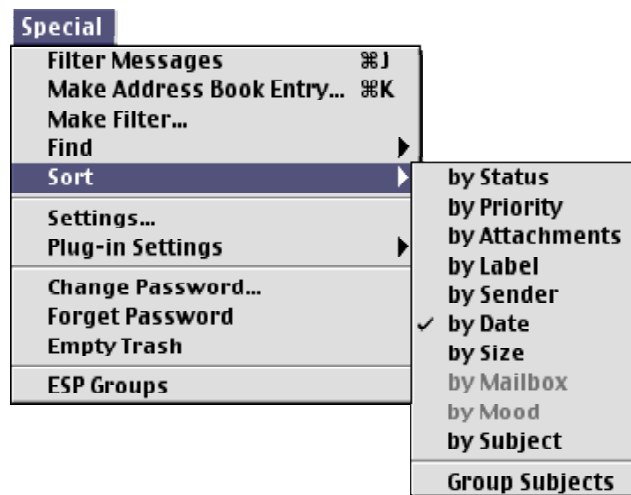 Special
Filter Messages ⌘J
Make Address Book Entry... ⌘K
Make Filter...
Find
Sort
Settings...
Plug-in Settings
Change Password...
Forget Password
Empty Trash
ESP Groups
by Status
by Priority
by Attachments
by Label
by Sender
✓ by Date
by Size
by Mailbox
by Mood
by Subject
Group Subjects